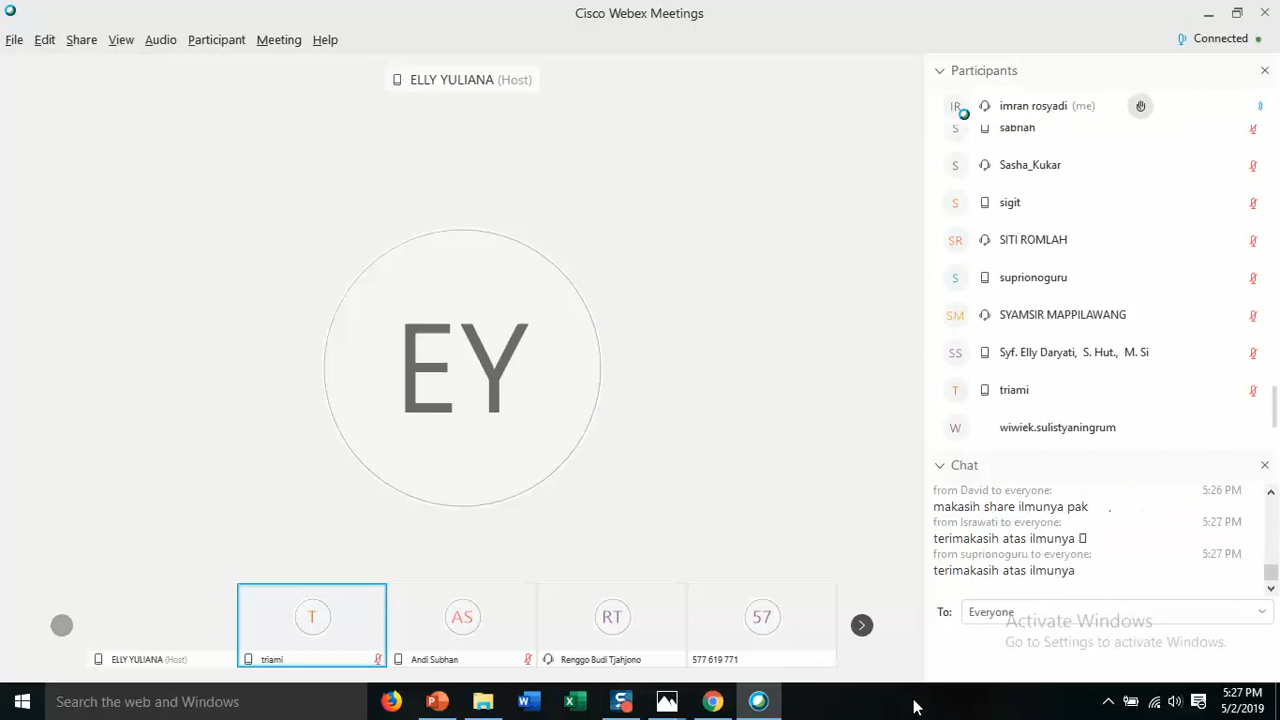 Cisco Webex Meetings
File Edit Share View Audio Participant Meeting Help
Connected
ELLY YULIANA (Host)
EY
T
triami
AS
Andi Subhan
RT
Renggo Budi Tjahjono
57
577 619 771
ELLY YULIANA (Host)
Participants
IR imran rosyadi (me)
S sabriah
S Sasha_Kukar
S sigit
SR SITI ROMLAH
S suprionoguru
SM SYAMSIR MAPPILAWANG
SS Syf. Elly Daryati, S. Hut., M. Si
T triami
W wiwiek.sulistyaningrum
Chat
from David to everyone: 5:26 PM
makasih share ilmunya pak
from Israwati to everyone: 5:27 PM
terimakasih atas ilmunya
from suprionoguru to everyone: 5:27 PM
terimakasih atas ilmunya
To: Everyone
Activate Windows
Go to Settings to activate Windows.
Search the web and Windows
5:27 PM
5/2/2019